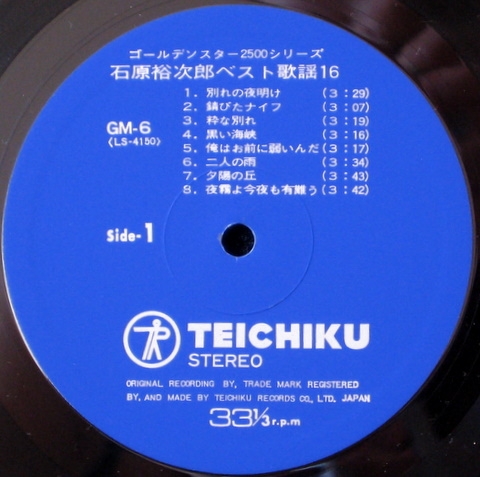 ゴールデンスター2500シリーズ
石原裕次郎ベスト歌謡16
1. 別れの夜明け (3:29)
2. 錆びたナイフ (3:07)
3. 粋な別れ (3:19)
4. 黒い海峡 (3:16)
5. 俺はお前に弱いんだ (3:17)
6. 二人の雨 (3:34)
7. 夕陽の丘 (3:43)
8. 夜霧よ今夜も有難う (3:42)
GM-6
〈LS-4150〉
Side-1
TEICHIKU
STEREO
ORIGINAL RECORDING BY, TRADE MARK REGISTERED
BY, AND MADE BY TEICHIKU RECORDS CO., LTD. JAPAN
33 1/3 r.p.m